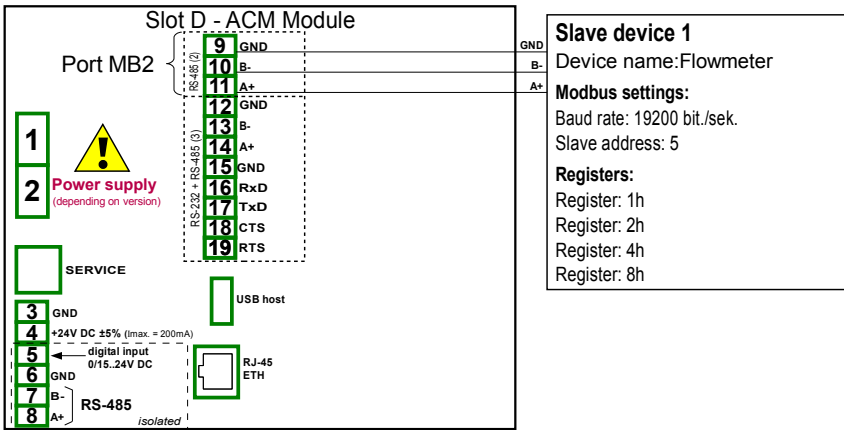 Slot D - ACM Module
Port MB2
RS-485 (2)
9 GND
10 B-
11 A+
RS-232 + RS-485 (3)
12 GND
13 B-
14 A+
15 GND
16 RxD
17 TxD
18 CTS
19 RTS
1
2
Power supply
(depending on version)
SERVICE
USB host
3 GND
4 +24V DC ±5% (Imax. = 200mA)
5 digital input
0/15..24V DC
6 GND
7 B-
8 A+
RS-485
isolated
RJ-45
ETH
GND
B-
A+
Slave device 1
Device name:Flowmeter
Modbus settings:
Baud rate: 19200 bit./sek.
Slave address: 5
Registers:
Register: 1h
Register: 2h
Register: 4h
Register: 8h